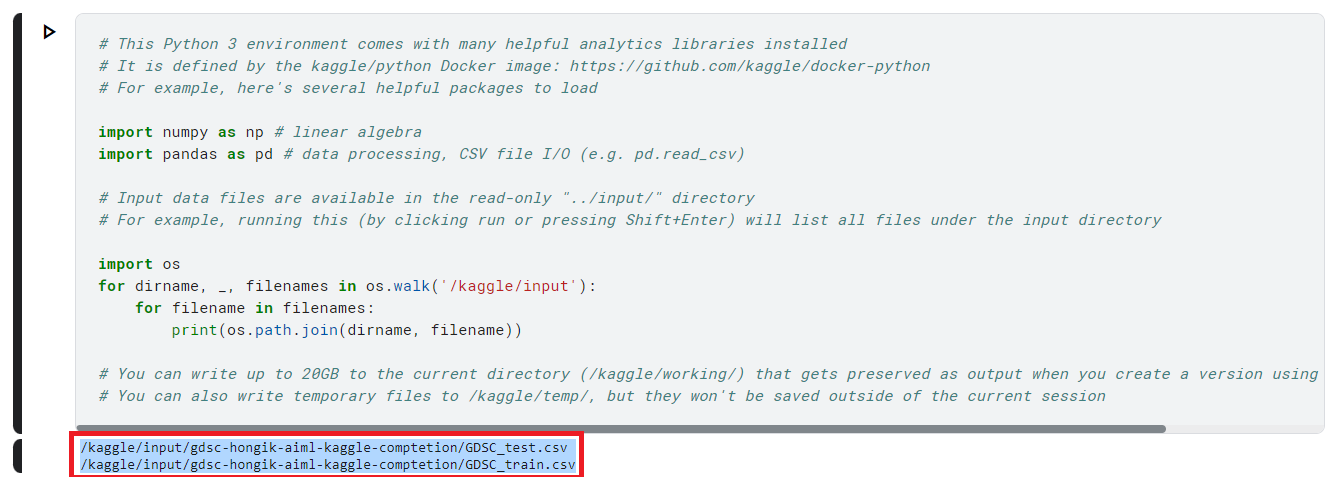 # This Python 3 environment comes with many helpful analytics libraries installed
# It is defined by the kaggle/python Docker image: https://github.com/kaggle/docker-python
# For example, here's several helpful packages to load
import numpy as np # linear algebra
import pandas as pd # data processing, CSV file I/O (e.g. pd.read_csv)
# Input data files are available in the read-only "../input/" directory
# For example, running this (by clicking run or pressing Shift+Enter) will list all files under the input directory
import os
for dirname, _, filenames in os.walk('/kaggle/input'):
    for filename in filenames:
        print(os.path.join(dirname, filename))
# You can write up to 20GB to the current directory (/kaggle/working/) that gets preserved as output when you create a version using
# You can also write temporary files to /kaggle/temp/, but they won't be saved outside of the current session
/kaggle/input/gdsc-hongik-aiml-kaggle-comptetion/GDSC_test.csv
/kaggle/input/gdsc-hongik-aiml-kaggle-comptetion/GDSC_train.csv